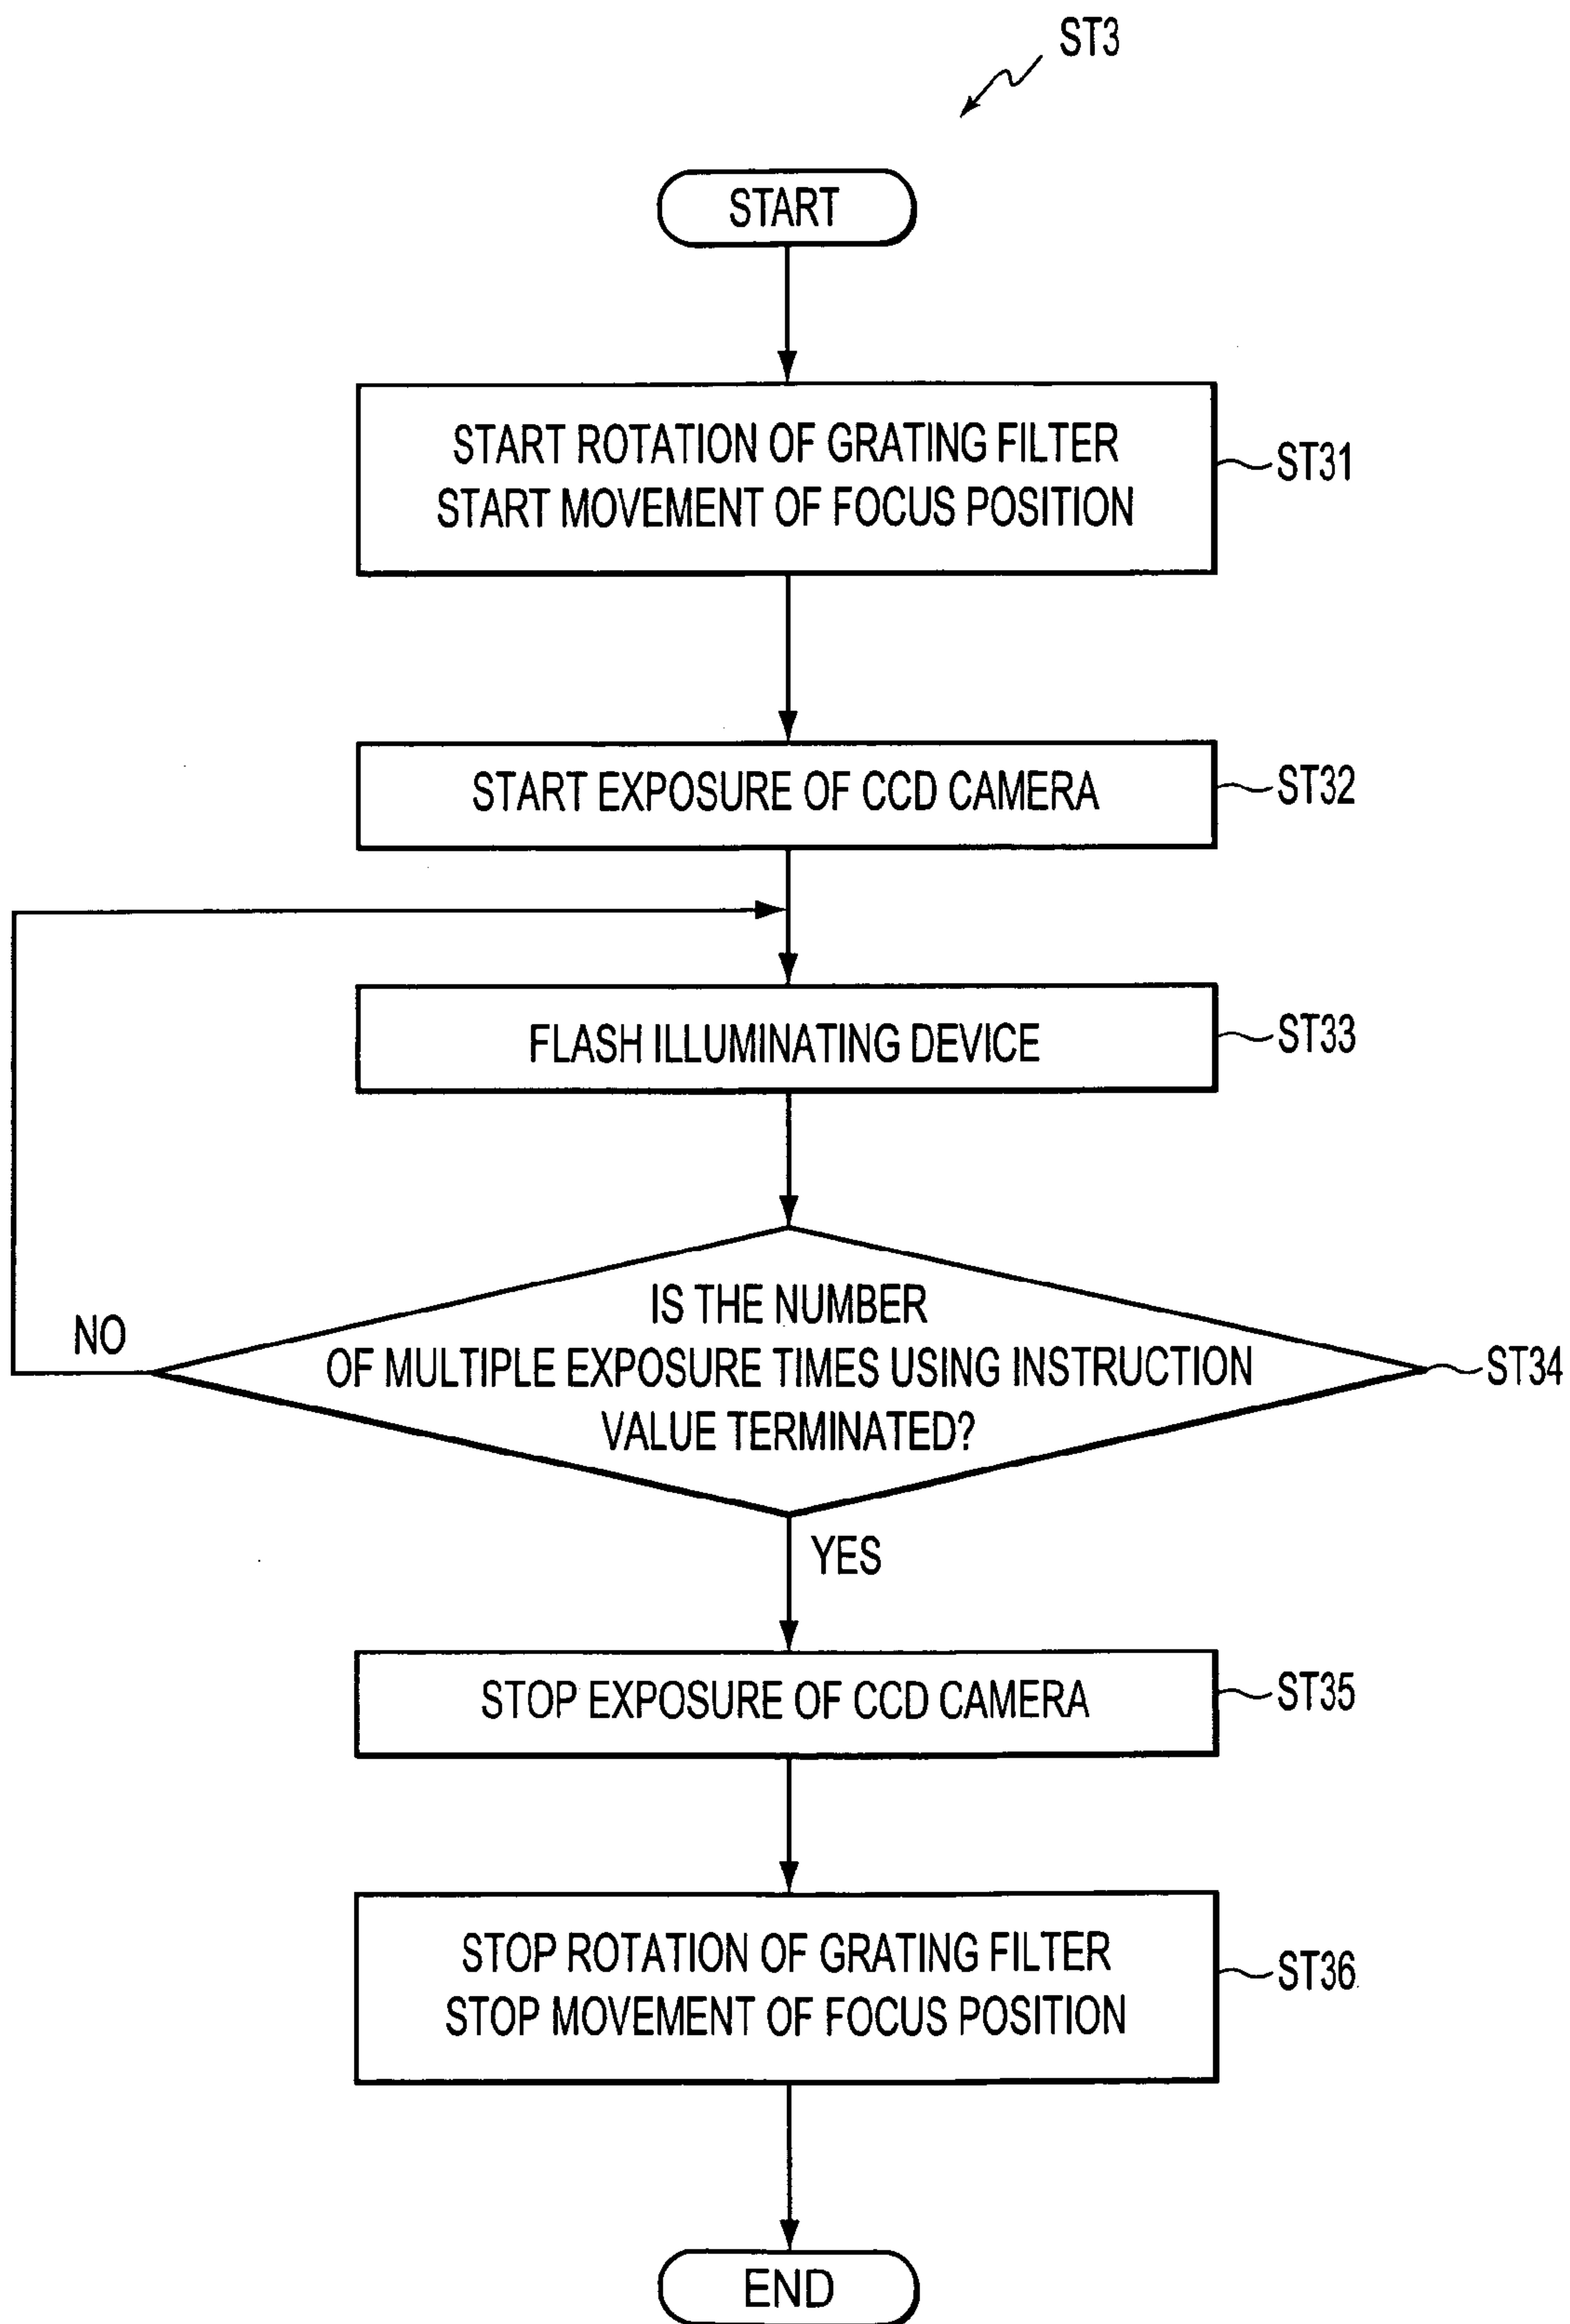 ST3
START
START ROTATION OF GRATING FILTER
START MOVEMENT OF FOCUS POSITION
ST31
START EXPOSURE OF CCD CAMERA
ST32
FLASH ILLUMINATING DEVICE
ST33
IS THE NUMBER
OF MULTIPLE EXPOSURE TIMES USING INSTRUCTION
VALUE TERMINATED?
ST34
NO
YES
STOP EXPOSURE OF CCD CAMERA
ST35
STOP ROTATION OF GRATING FILTER
STOP MOVEMENT OF FOCUS POSITION
ST36
END